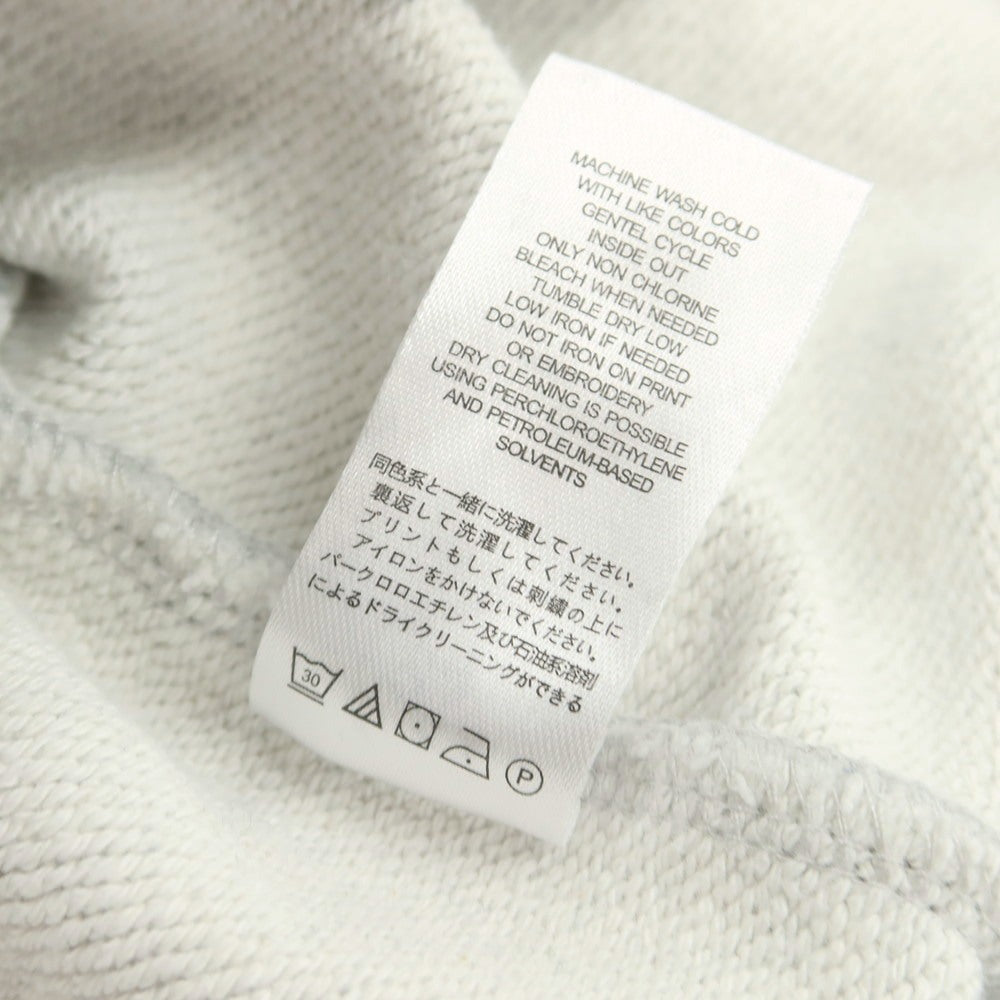 MACHINE WASH COLD
WITH LIKE COLORS
GENTEL CYCLE
INSIDE OUT
ONLY NON CHLORINE
BLEACH WHEN NEEDED
TUMBLE DRY LOW
LOW IRON IF NEEDED
DO NOT IRON ON PRINT
OR EMBROIDERY
DRY CLEANING IS POSSIBLE
USING PERCHLOROETHYLENE
AND PETROLEUM-BASED
SOLVENTS
同色系と一緒に洗濯してください。
裏返して洗濯してください。
プリントもしくは刺繍の上に
アイロンをかけないでください。
パークロロエチレン及び石油系溶剤
によるドライクリーニングができる
30
P